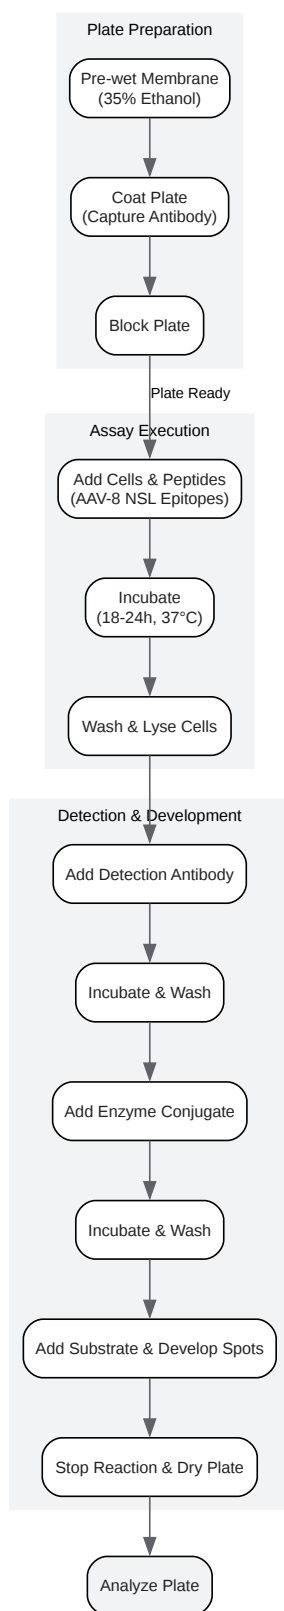 Plate Preparation
Pre-wet Membrane
(35% Ethanol)
Coat Plate
(Capture Antibody)
Block Plate
Plate Ready
Assay Execution
Add Cells & Peptides
(AAV-8 NSL Epitopes)
Incubate
(18-24h, 37°C)
Wash & Lyse Cells
Detection & Development
Add Detection Antibody
Incubate & Wash
Add Enzyme Conjugate
Incubate & Wash
Add Substrate & Develop Spots
Stop Reaction & Dry Plate
Analyze Plate